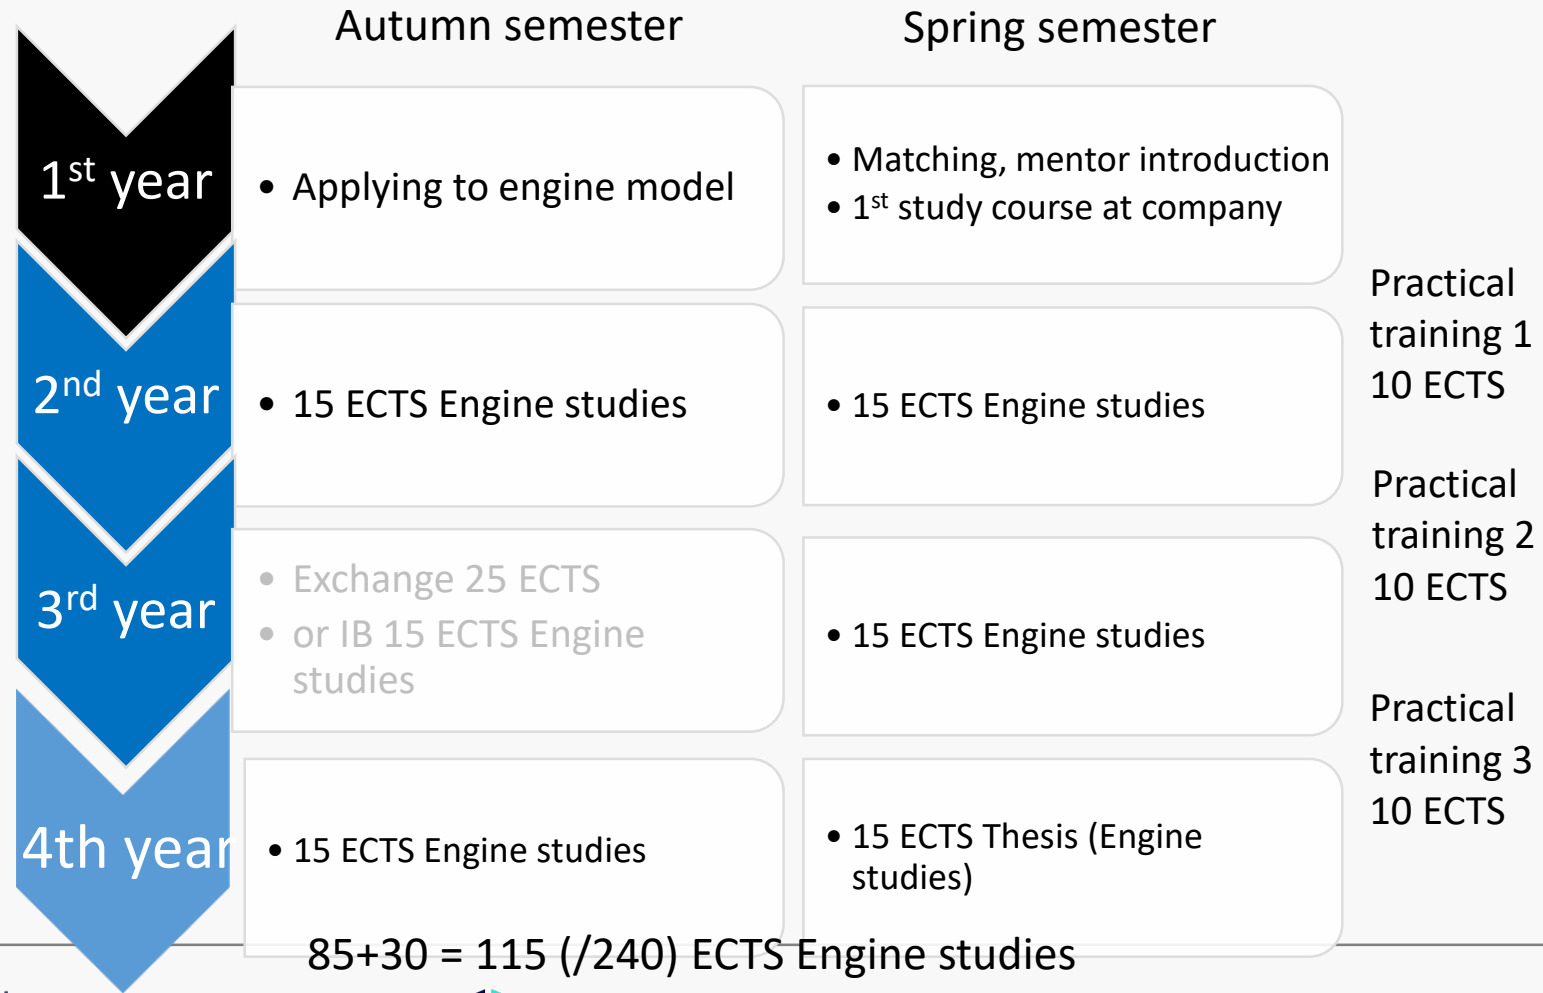 Autumn semester
Spring semester
1st year
• Applying to engine model
• Matching, mentor introduction
• 1st study course at company
Practical
training 1
10 ECTS
2nd year
• 15 ECTS Engine studies
• 15 ECTS Engine studies
Practical
training 2
10 ECTS
3rd year
• Exchange 25 ECTS
• or IB 15 ECTS Engine
studies
• 15 ECTS Engine studies
Practical
training 3
10 ECTS
4th year
• 15 ECTS Engine studies
• 15 ECTS Thesis (Engine
studies)
85+30 = 115 (/240) ECTS Engine studies